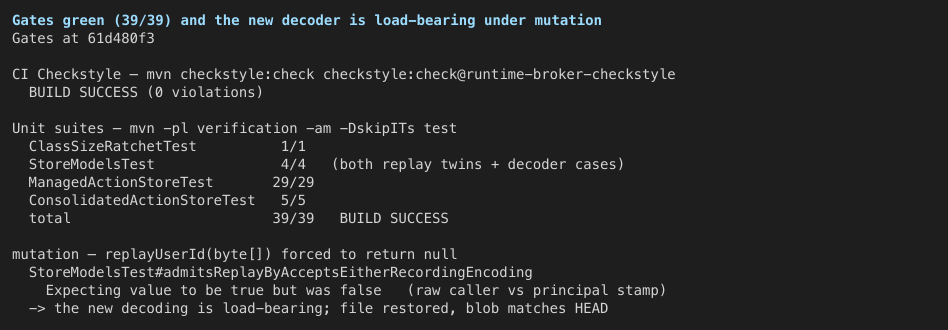 Gates green (39/39) and the new decoder is load-bearing under mutation
Gates at 61d480f3
CI Checkstyle — mvn checkstyle:check checkstyle:check@runtime-broker-checkstyle
BUILD SUCCESS (0 violations)
Unit suites — mvn -pl verification -am -DskipITs test
ClassSizeRatchetTest 1/1
StoreModelsTest 4/4 (both replay twins + decoder cases)
ManagedActionStoreTest 29/29
ConsolidatedActionStoreTest 5/5
total 39/39 BUILD SUCCESS
mutation — replayUserId(byte[]) forced to return null
StoreModelsTest#admitsReplayByAcceptsEitherRecordingEncoding
Expecting value to be true but was false (raw caller vs principal stamp)
-> the new decoding is load-bearing; file restored, blob matches HEAD